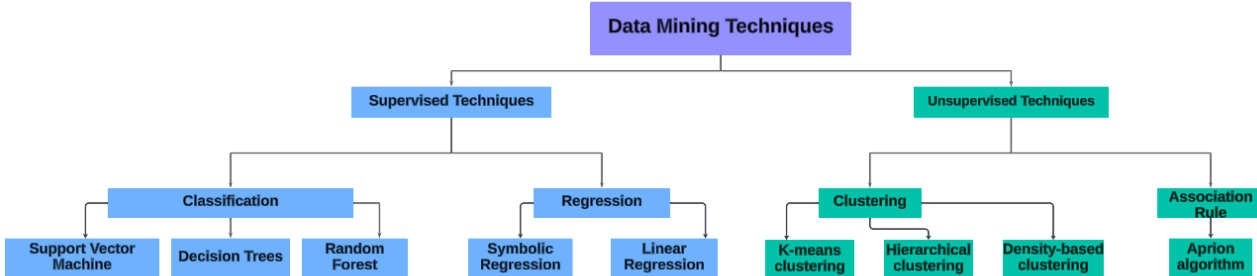 Data Mining Techniques
Supervised Techniques
Unsupervised Techniques
Classification
Regression
Clustering
Association
Rule
Support Vector
Machine
Decision Trees
Random
Forest
Symbolic
Regression
Linear
Regression
K-means
clustering
Hierarchical
clustering
Density-based
clustering
Aprion
algorithm